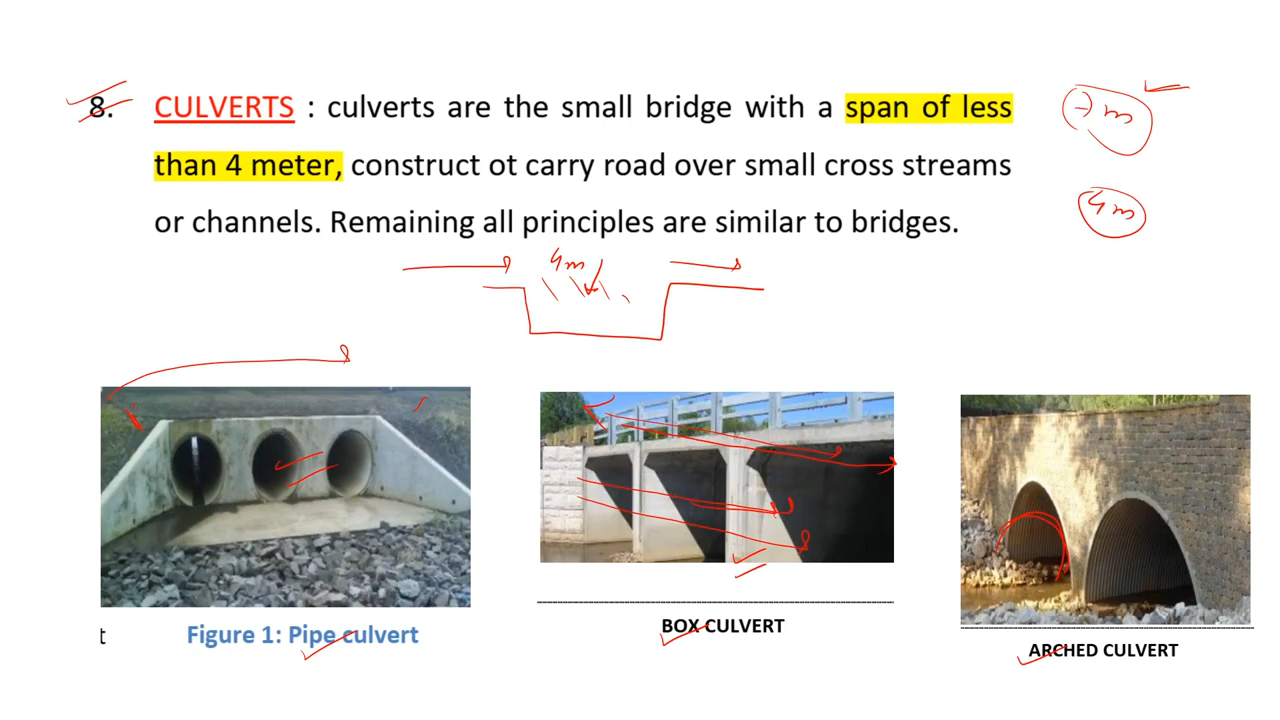 8. CULVERTS : culverts are the small bridge with a span of less
than 4 meter, construct ot carry road over small cross streams
or channels. Remaining all principles are similar to bridges.
7m
4m
4m
t Figure 1: Pipe culvert
BOX CULVERT
ARCHED CULVERT